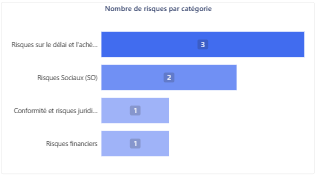 Nombre de risques par catégorie
Risques sur le délai et l'aché...
3
Risques Sociaux (SO)
2
Conformité et risques juridi...
1
Risques financiers
1